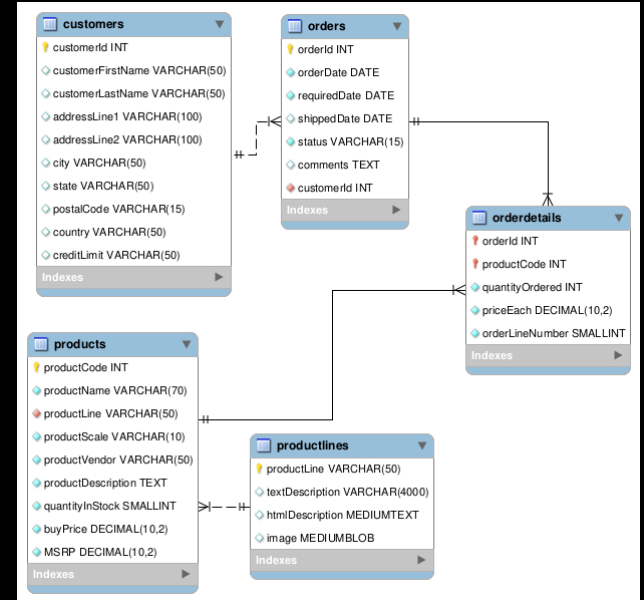 customers
customerId INT
customerFirstName VARCHAR(50)
customerLastName VARCHAR(50)
addressLine1 VARCHAR(100)
addressLine2 VARCHAR(100)
city VARCHAR(50)
state VARCHAR(50)
postalCode VARCHAR(15)
country VARCHAR(50)
creditLimit VARCHAR(50)
Indexes
orders
orderId INT
orderDate DATE
requiredDate DATE
shippedDate DATE
status VARCHAR(15)
comments TEXT
customerId INT
Indexes
orderdetails
orderId INT
productCode INT
quantityOrdered INT
priceEach DECIMAL(10,2)
orderLineNumber SMALLINT
Indexes
products
productCode INT
productName VARCHAR(70)
productLine VARCHAR(50)
productScale VARCHAR(10)
productVendor VARCHAR(50)
productDescription TEXT
quantityInStock SMALLINT
buyPrice DECIMAL(10,2)
MSRP DECIMAL(10,2)
Indexes
productlines
productLine VARCHAR(50)
textDescription VARCHAR(4000)
htmlDescription MEDIUMTEXT
image MEDIUMBLOB
Indexes